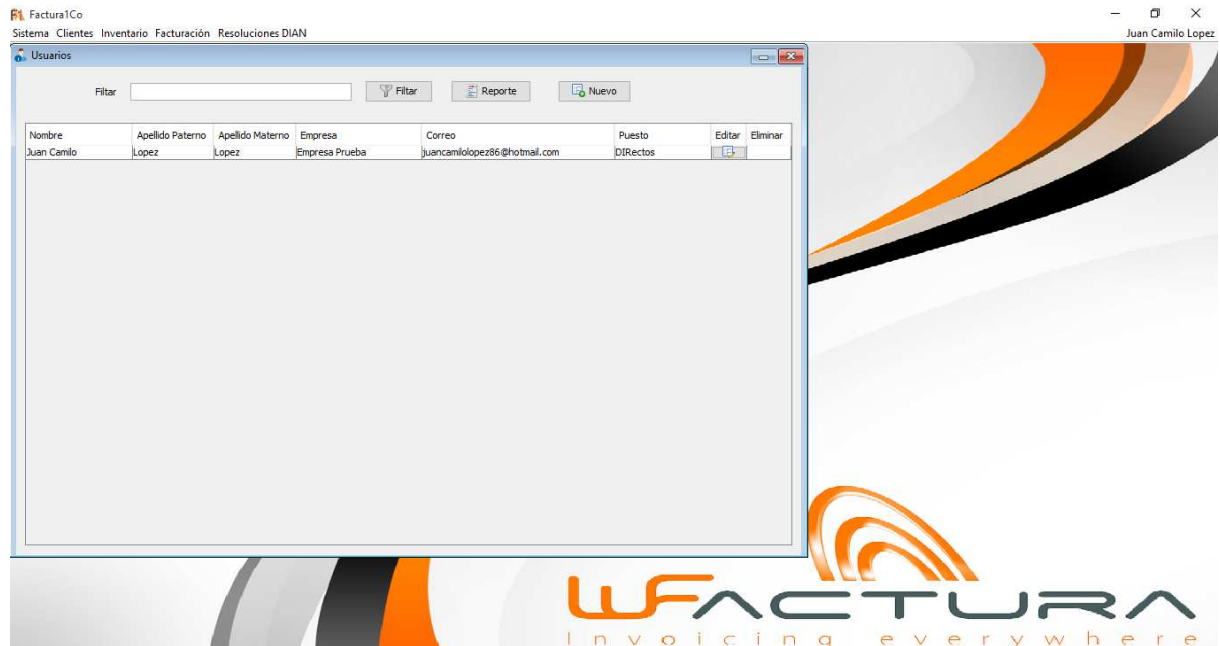 Factura1Co
Sistema Clientes Inventario Facturación Resoluciones DIAN Juan Camilo Lopez
Usuarios
Filtar Filtar Reporte Nuevo
Nombre Apellido Paterno Apellido Materno Empresa Correo Puesto Editar Eliminar
Juan Camilo Lopez Lopez Empresa Prueba juancamilolopez86@hotmail.com DIRectos
wFACTURA
Invoicing everywhere